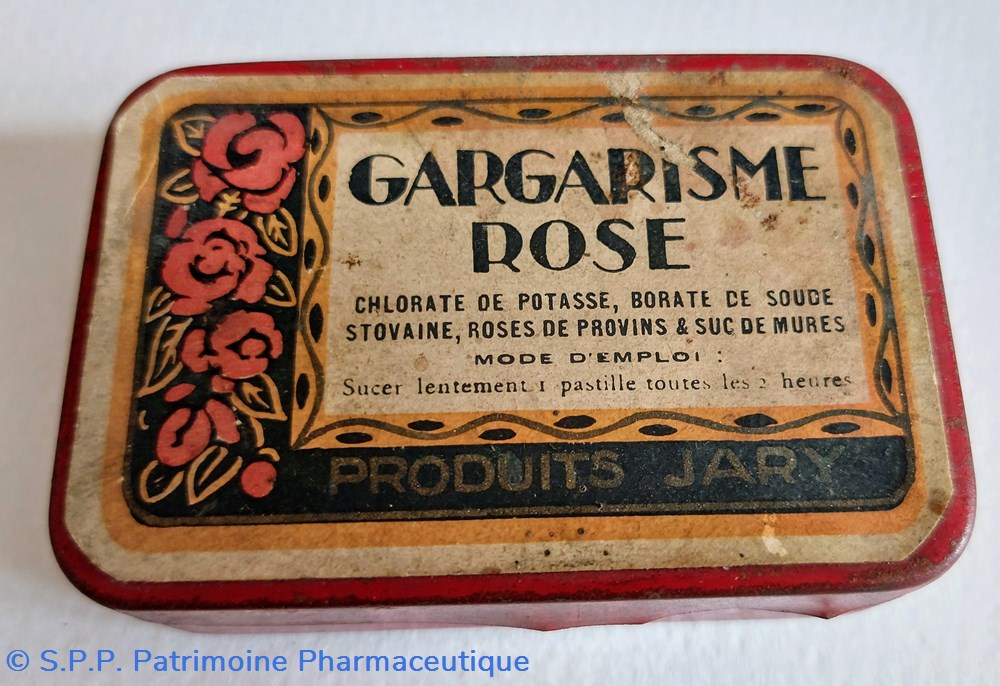 GARGARISME
ROSE
CHLORATE DE POTASSE, BORATE DE SOUDE
STOVAINE, ROSES DE PROVINS & SUC DE MURES
MODE D'EMPLOI :
Sucer lentement 1 pastille toutes les 2 heures
PRODUITS JARY
© S.P.P. Patrimoine Pharmaceutique